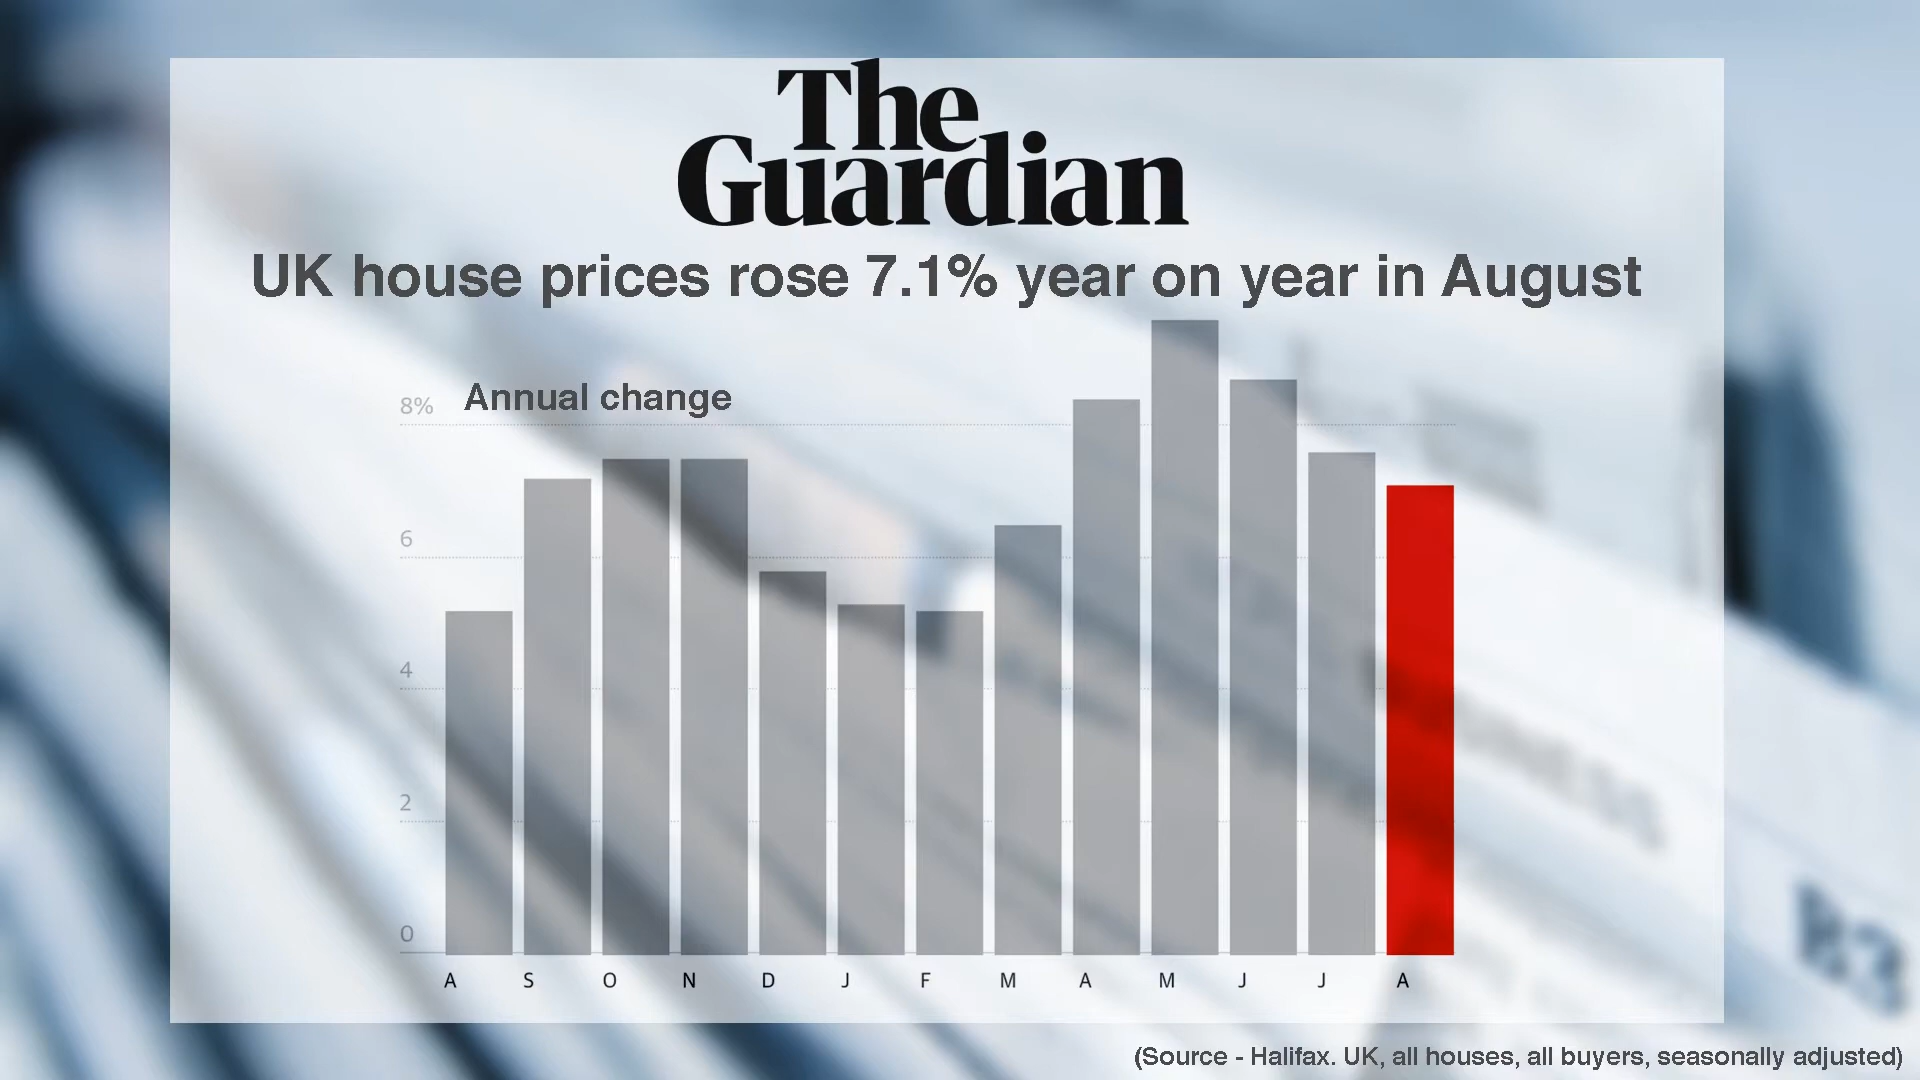 The
Guardian
UK house prices rose 7.1% year on year in August
Annual change
8%
6
4
2
0
A S O N D J F M A M J J A
R3
(Source - Halifax. UK, all houses, all buyers, seasonally adjusted)